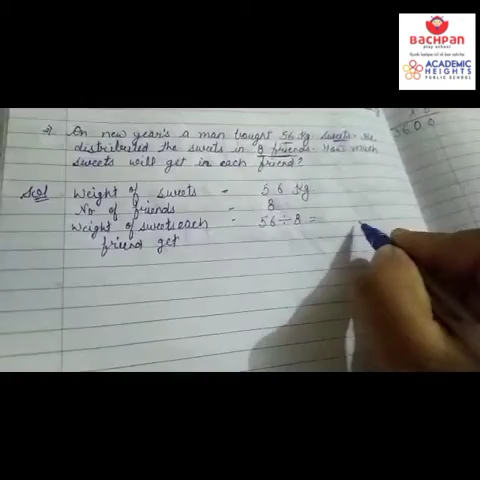 BACHPAN
play school
ACADEMIC
HEIGHTS
PUBLIC SCHOOL
3600
On new year's a man bought 56 kg sweets. He
distributed the sweets in 8 friends. How much
sweets will get in each friend?
Sol Weight of sweets - 56 kg
No of friends - 8
Weight of sweets each - 56 ÷ 8 =
friend get